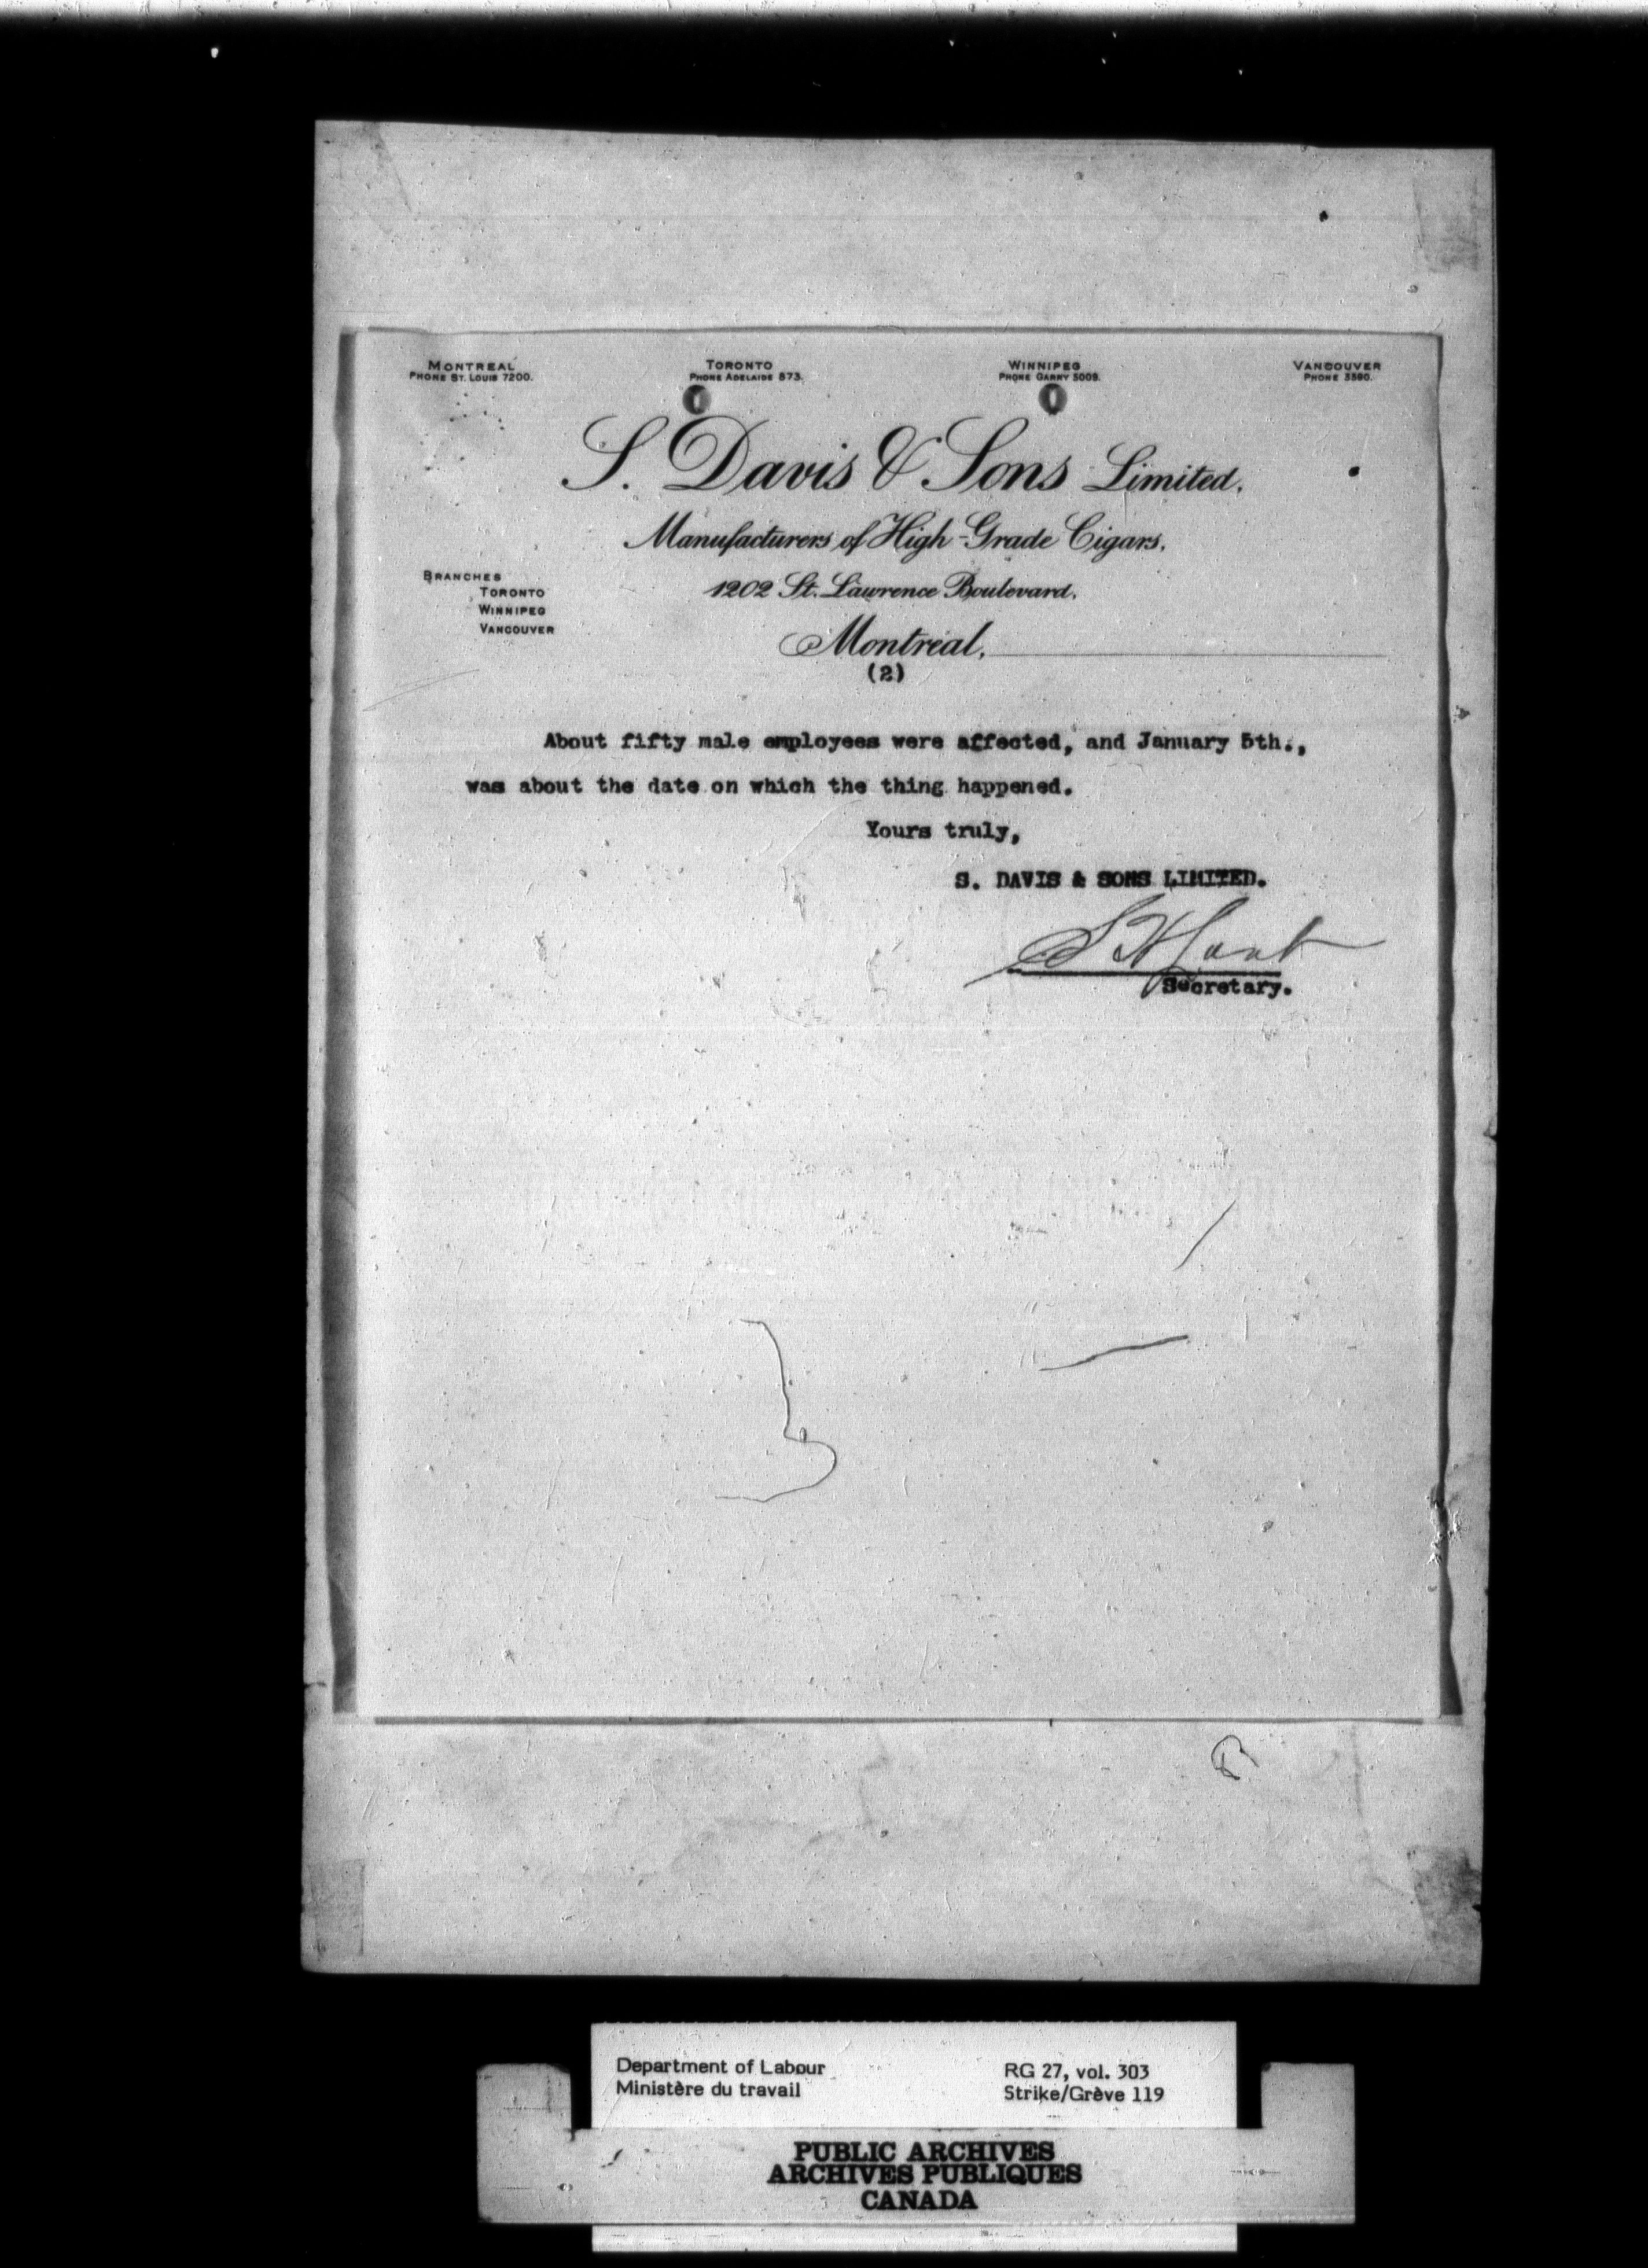 MONTREAL
PHONE ST. LOUIS 7200.
TORONTO
PHONE ADELAIDE 573.
WINNIPEG
PHONE GARRY 5009.
VANCOUVER
PHONE 3590.
S. Davis & Sons Limited.
Manufacturers of High-Grade Cigars.
BRANCHES
TORONTO
WINNIPEG
VANCOUVER
1202 St. Lawrence Boulevard.
Montreal,
(2)
About fifty male employees were affected, and January 5th.,
was about the date on which the thing happened.
Yours truly,
S. DAVIS & SONS LIMITED.
Secretary.
Department of Labour
Ministère du travail
RG 27, vol. 303
Strike/Grève 119
PUBLIC ARCHIVES
ARCHIVES PUBLIQUES
CANADA